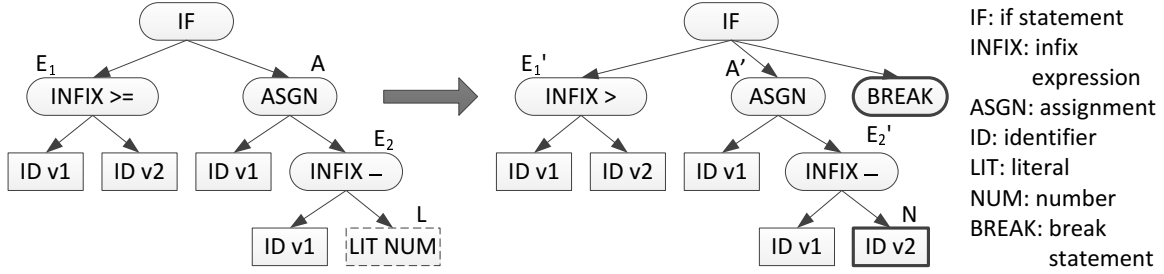 IF
E1
A
INFIX >=
ASGN
ID v1
ID v2
ID v1
E2
INFIX –
L
ID v1
LIT NUM
IF
E1'
A'
INFIX >
ASGN
BREAK
ID v1
ID v2
ID v1
E2'
INFIX –
N
ID v1
ID v2
IF: if statement
INFIX: infix
expression
ASGN: assignment
ID: identifier
LIT: literal
NUM: number
BREAK: break
statement